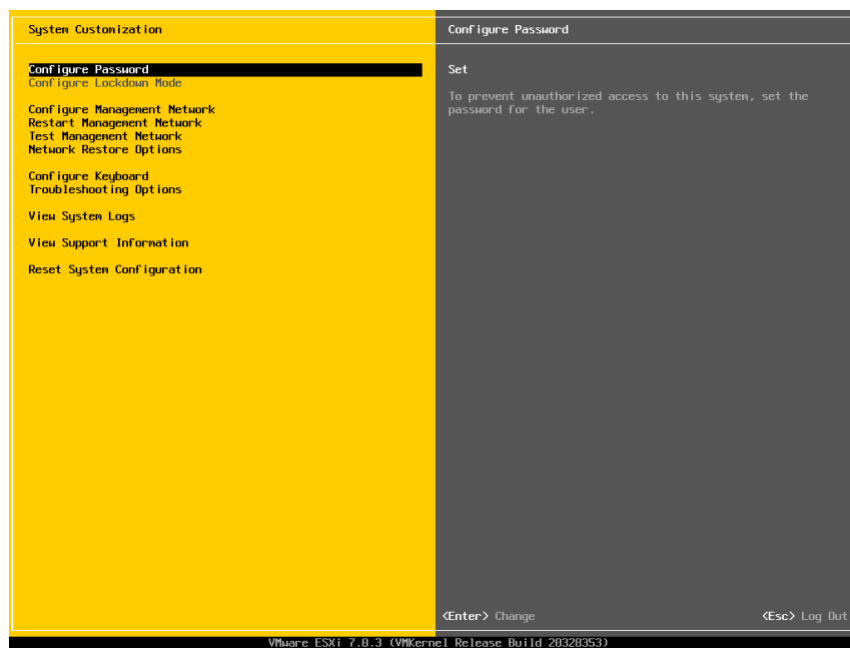 System Customization
Configure Password
Configure Password
Configure Lockdown Mode
Configure Management Network
Restart Management Network
Test Management Network
Network Restore Options
Configure Keyboard
Troubleshooting Options
View System Logs
View Support Information
Reset System Configuration
Set
To prevent unauthorized access to this system, set the
password for the user.
<Enter> Change
<Esc> Log Out
VMware ESXi 7.0.3 (VMKernel Release Build 20328353)